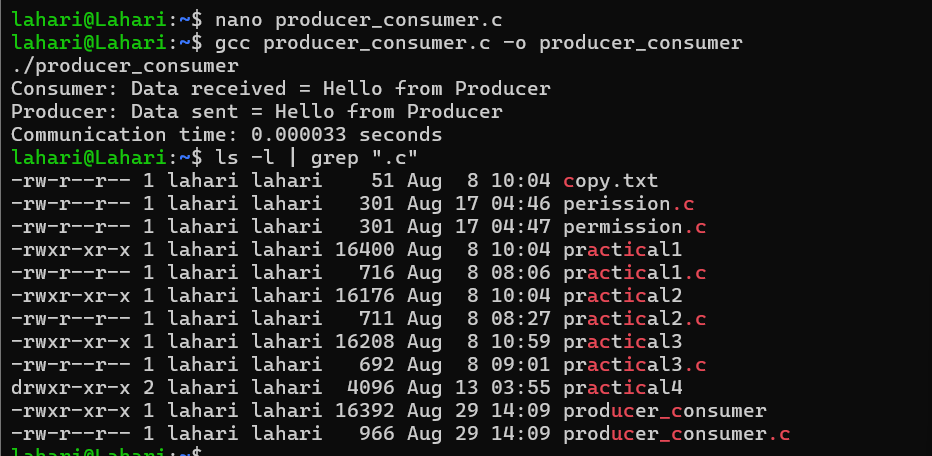 lahari@Lahari:~$ nano producer_consumer.c
lahari@Lahari:~$ gcc producer_consumer.c -o producer_consumer
./producer_consumer
Consumer: Data received = Hello from Producer
Producer: Data sent = Hello from Producer
Communication time: 0.000033 seconds
lahari@Lahari:~$ ls -l | grep ".c"
-rw-r--r-- 1 lahari lahari    51 Aug  8 10:04 copy.txt
-rw-r--r-- 1 lahari lahari   301 Aug 17 04:46 perission.c
-rw-r--r-- 1 lahari lahari   301 Aug 17 04:47 permission.c
-rwxr-xr-x 1 lahari lahari 16400 Aug  8 10:04 practical1
-rw-r--r-- 1 lahari lahari   716 Aug  8 08:06 practical1.c
-rwxr-xr-x 1 lahari lahari 16176 Aug  8 10:04 practical2
-rw-r--r-- 1 lahari lahari   711 Aug  8 08:27 practical2.c
-rwxr-xr-x 1 lahari lahari 16208 Aug  8 10:59 practical3
-rw-r--r-- 1 lahari lahari   692 Aug  8 09:01 practical3.c
drwxr-xr-x 2 lahari lahari  4096 Aug 13 03:55 practical4
-rwxr-xr-x 1 lahari lahari 16392 Aug 29 14:09 producer_consumer
-rw-r--r-- 1 lahari lahari   966 Aug 29 14:09 producer_consumer.c
lahari@Lahari:~$